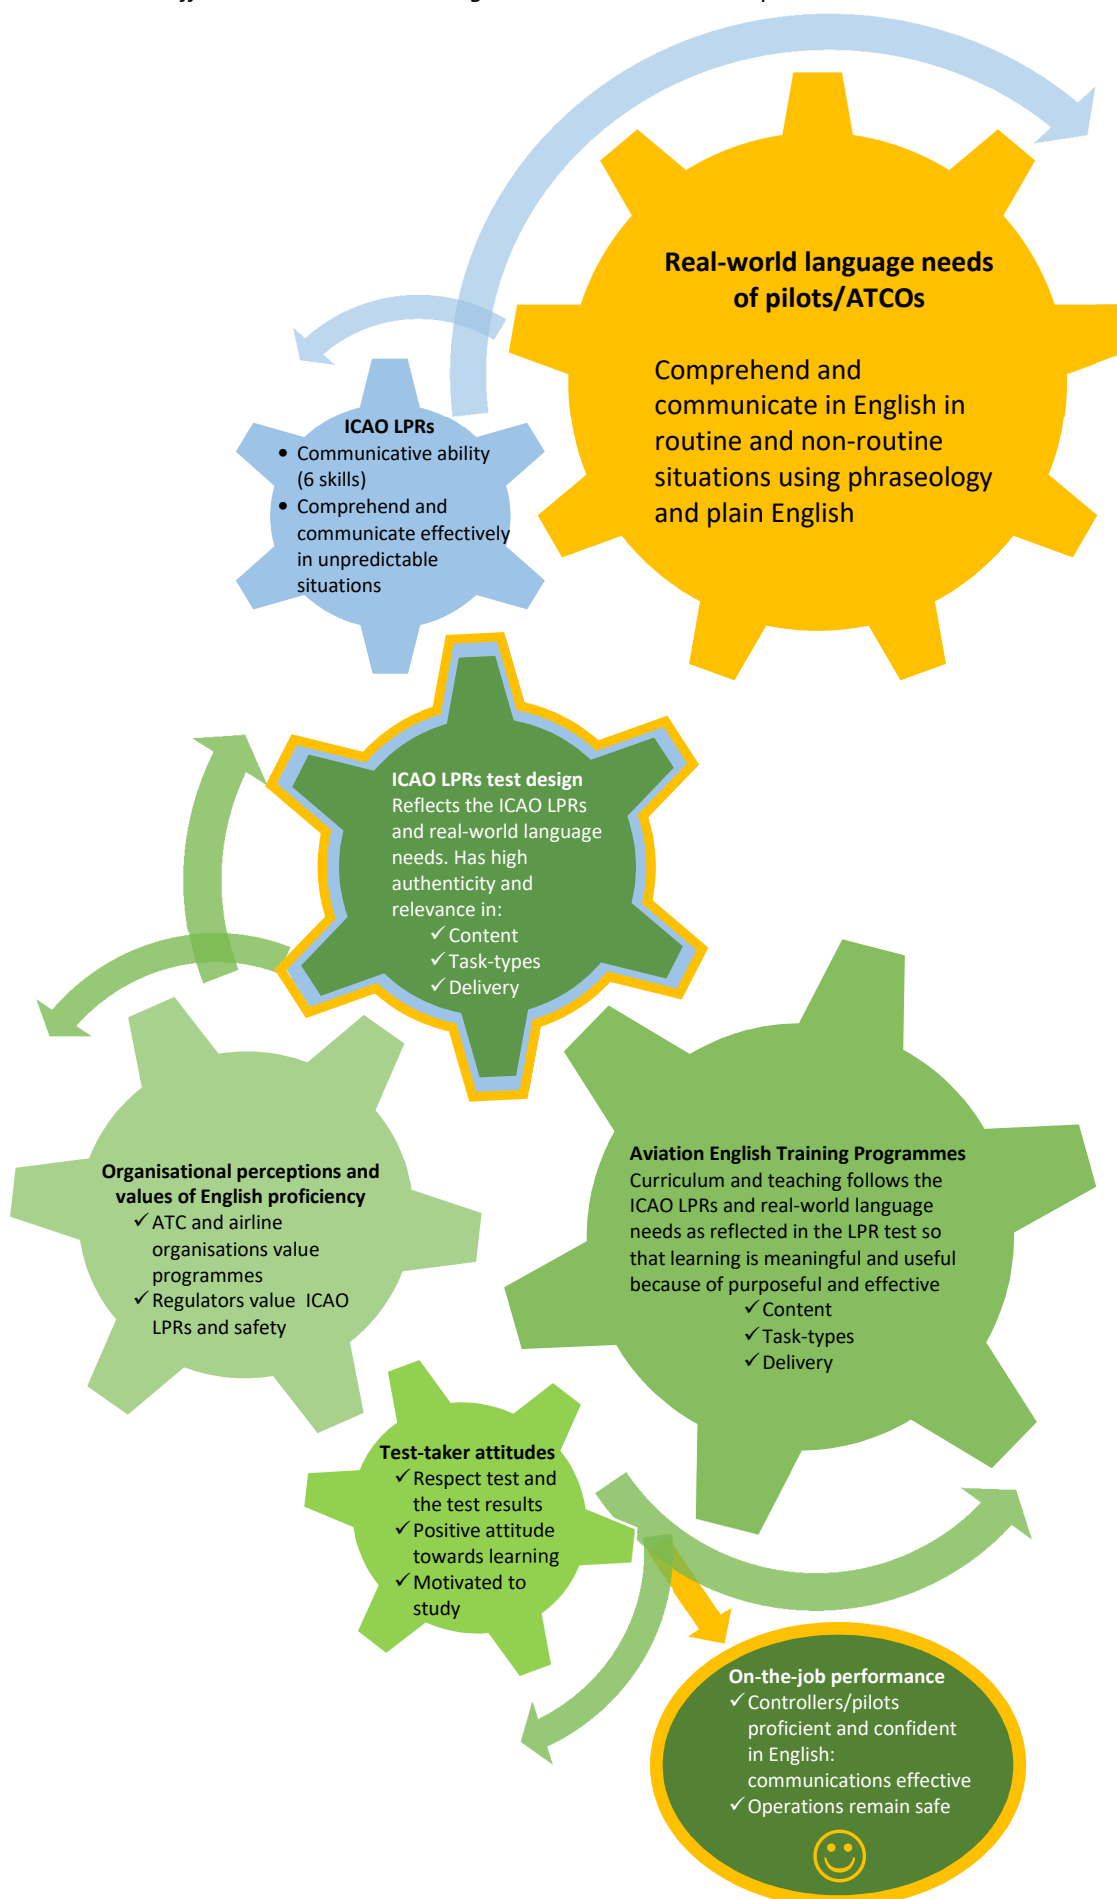 Real-world language needs
of pilots/ATCOs
Comprehend and
communicate in English in
routine and non-routine
situations using phraseology
and plain English
ICAO LPRs
• Communicative ability
(6 skills)
• Comprehend and
communicate effectively
in unpredictable
situations
ICAO LPRs test design
Reflects the ICAO LPRs
and real-world language
needs. Has high
authenticity and
relevance in:
✓ Content
✓ Task-types
✓ Delivery
Organisational perceptions and
values of English proficiency
✓ ATC and airline
organisations value
programmes
✓ Regulators value ICAO
LPRs and safety
Aviation English Training Programmes
Curriculum and teaching follows the
ICAO LPRs and real-world language
needs as reflected in the LPR test so
that learning is meaningful and useful
because of purposeful and effective
✓ Content
✓ Task-types
✓ Delivery
Test-taker attitudes
✓ Respect test and
the test results
✓ Positive attitude
towards learning
✓ Motivated to
study
On-the-job performance
✓ Controllers/pilots
proficient and confident
in English:
communications effective
✓ Operations remain safe